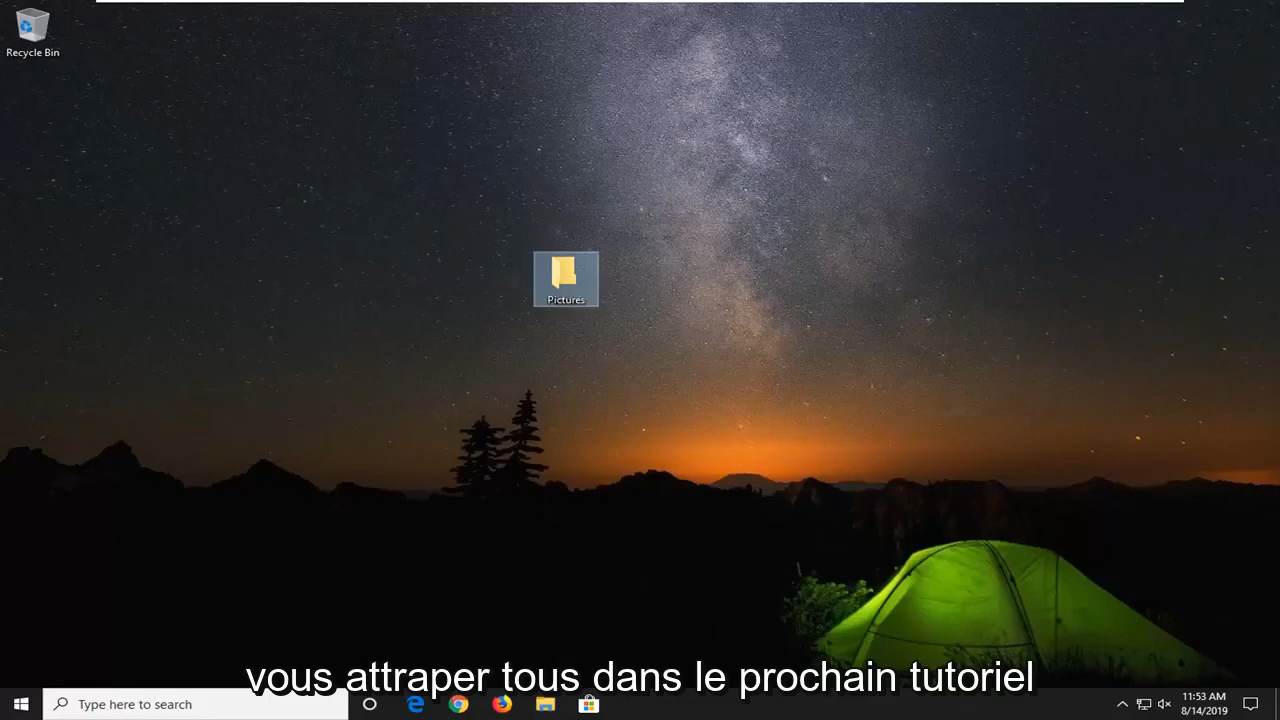 Recycle Bin
Pictures
vous attraper tous dans le prochain tutoriel
Type here to search
11:53 AM
8/14/2019